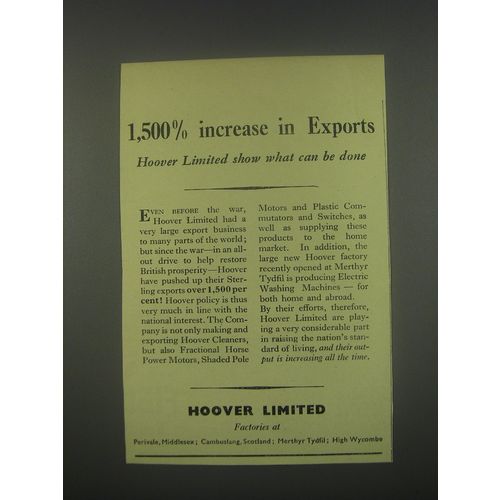 1,500% increase in Exports
Hoover Limited show what can be done
EVEN BEFORE the war,
Hoover Limited had a
very large export business
to many parts of the world;
but since the war—in an all-
out drive to help restore
British prosperity—Hoover
have pushed up their Ster-
ling exports over 1,500 per
cent! Hoover policy is thus
very much in line with the
national interest. The Com-
pany is not only making and
exporting Hoover Cleaners,
but also Fractional Horse
Power Motors, Shaded Pole
Motors and Plastic Com-
mutators and Switches, as
well as supplying these
products to the home
market. In addition, the
large new Hoover factory
recently opened at Merthyr
Tydfil is producing Electric
Washing Machines — for
both home and abroad.
By their efforts, therefore,
Hoover Limited are play-
ing a very considerable part
in raising the nation's stan-
dard of living, and their out-
put is increasing all the time.
HOOVER LIMITED
Factories at
Perivale, Middlesex; Cambuslang, Scotland; Merthyr Tydfil; High Wycombe